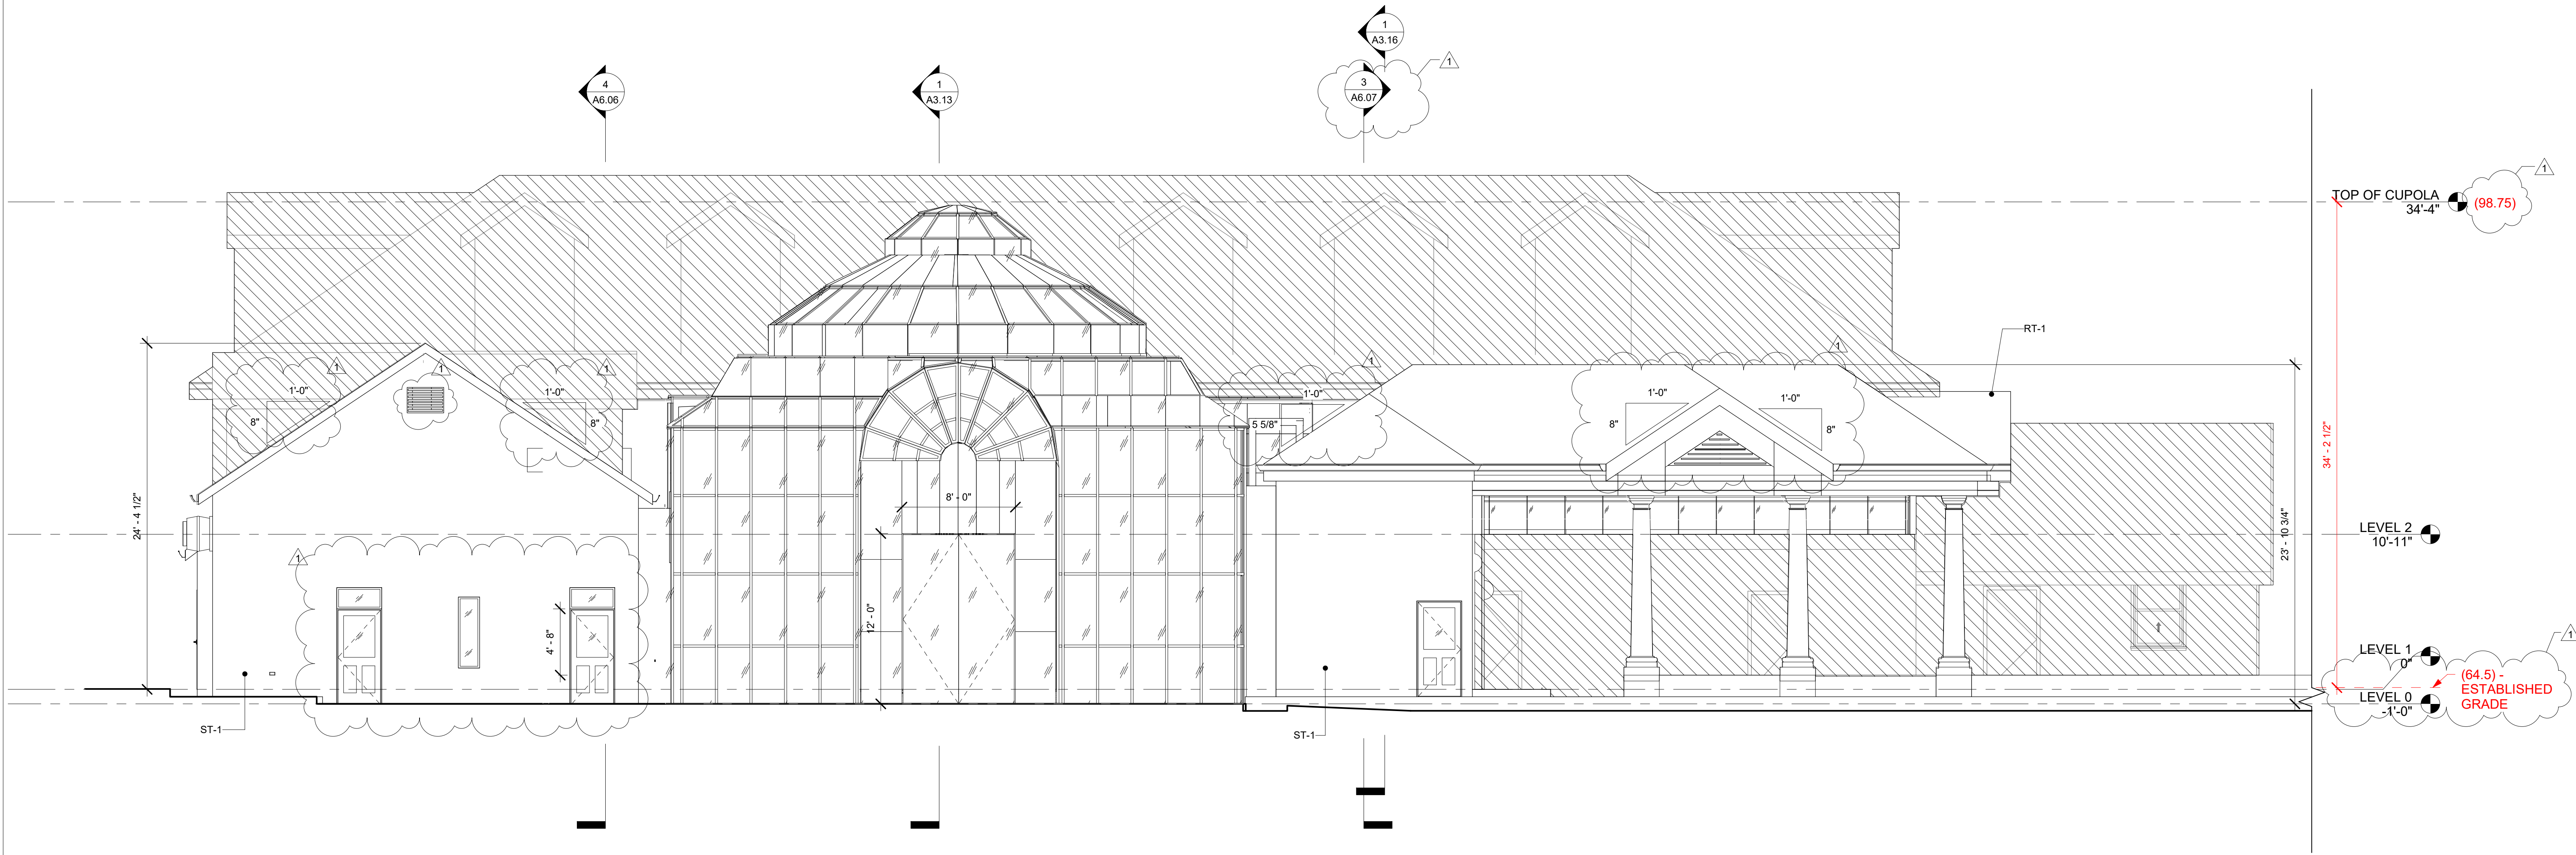 1
A3.16
1
4
A6.06
1
A3.13
3
A6.07
1
TOP OF CUPOLA
34'-4"
(98.75)
RT-1
1
1
1
1
1
1'-0"
8"
1'-0"
8"
1'-0"
5 5/8"
1'-0"
8"
1'-0"
8"
34' - 2 1/2"
24' - 4 1/2"
8' - 0"
23' - 10 3/4"
LEVEL 2
10'-11"
1
12' - 0"
4' - 8"
1
LEVEL 1
0"
(64.5) -
ESTABLISHED
GRADE
LEVEL 0
-1'-0"
ST-1
ST-1